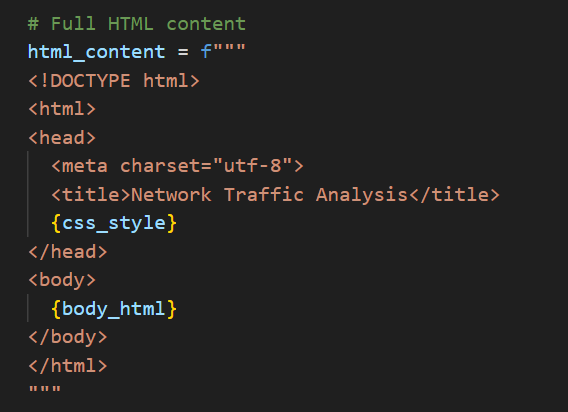 # Full HTML content
html_content = f"""
<!DOCTYPE html>
<html>
<head>
  <meta charset="utf-8">
  <title>Network Traffic Analysis</title>
  {css_style}
</head>
<body>
  {body_html}
</body>
</html>
"""